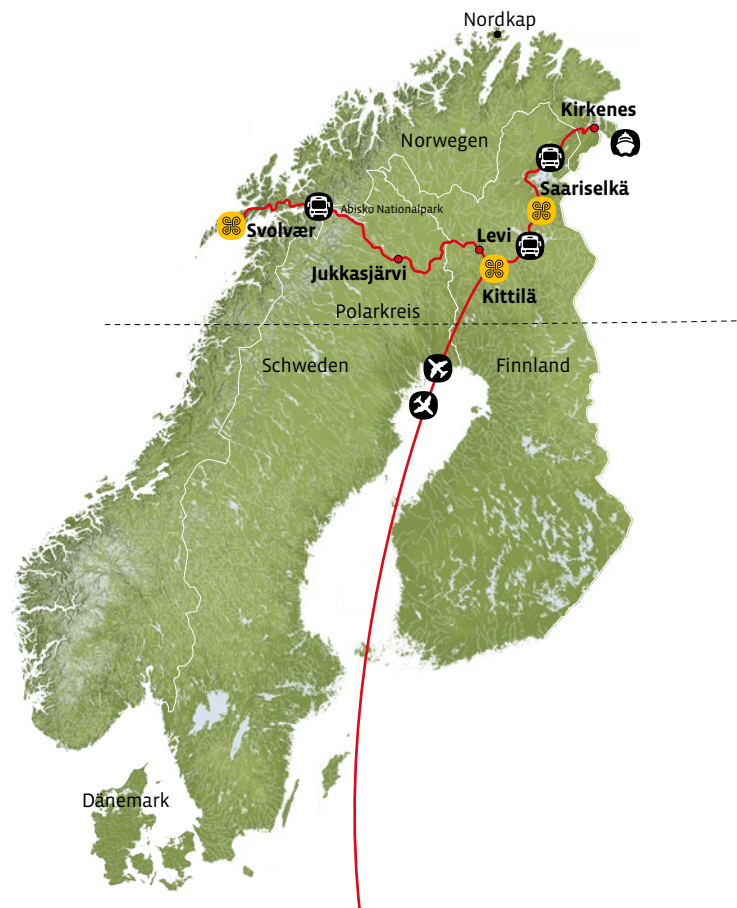 Nordkap
Kirkenes
Norwegen
Saariselkä
Abisko Nationalpark
Svolvær
Levi
Jukkasjärvi
Kittilä
Polarkreis
Schweden
Finnland
Dänemark